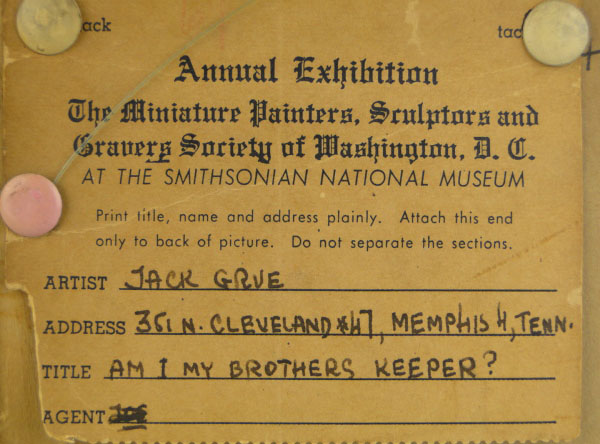 ack tac
Annual Exhibition
The Miniature Painters, Sculptors and
Gravers Society of Washington, D. C.
AT THE SMITHSONIAN NATIONAL MUSEUM
Print title, name and address plainly. Attach this end
only to back of picture. Do not separate the sections.
ARTIST JACK GRUE
ADDRESS 361 N. CLEVELAND #47, MEMPHIS 4, TENN.
TITLE AM I MY BROTHERS KEEPER?
AGENT